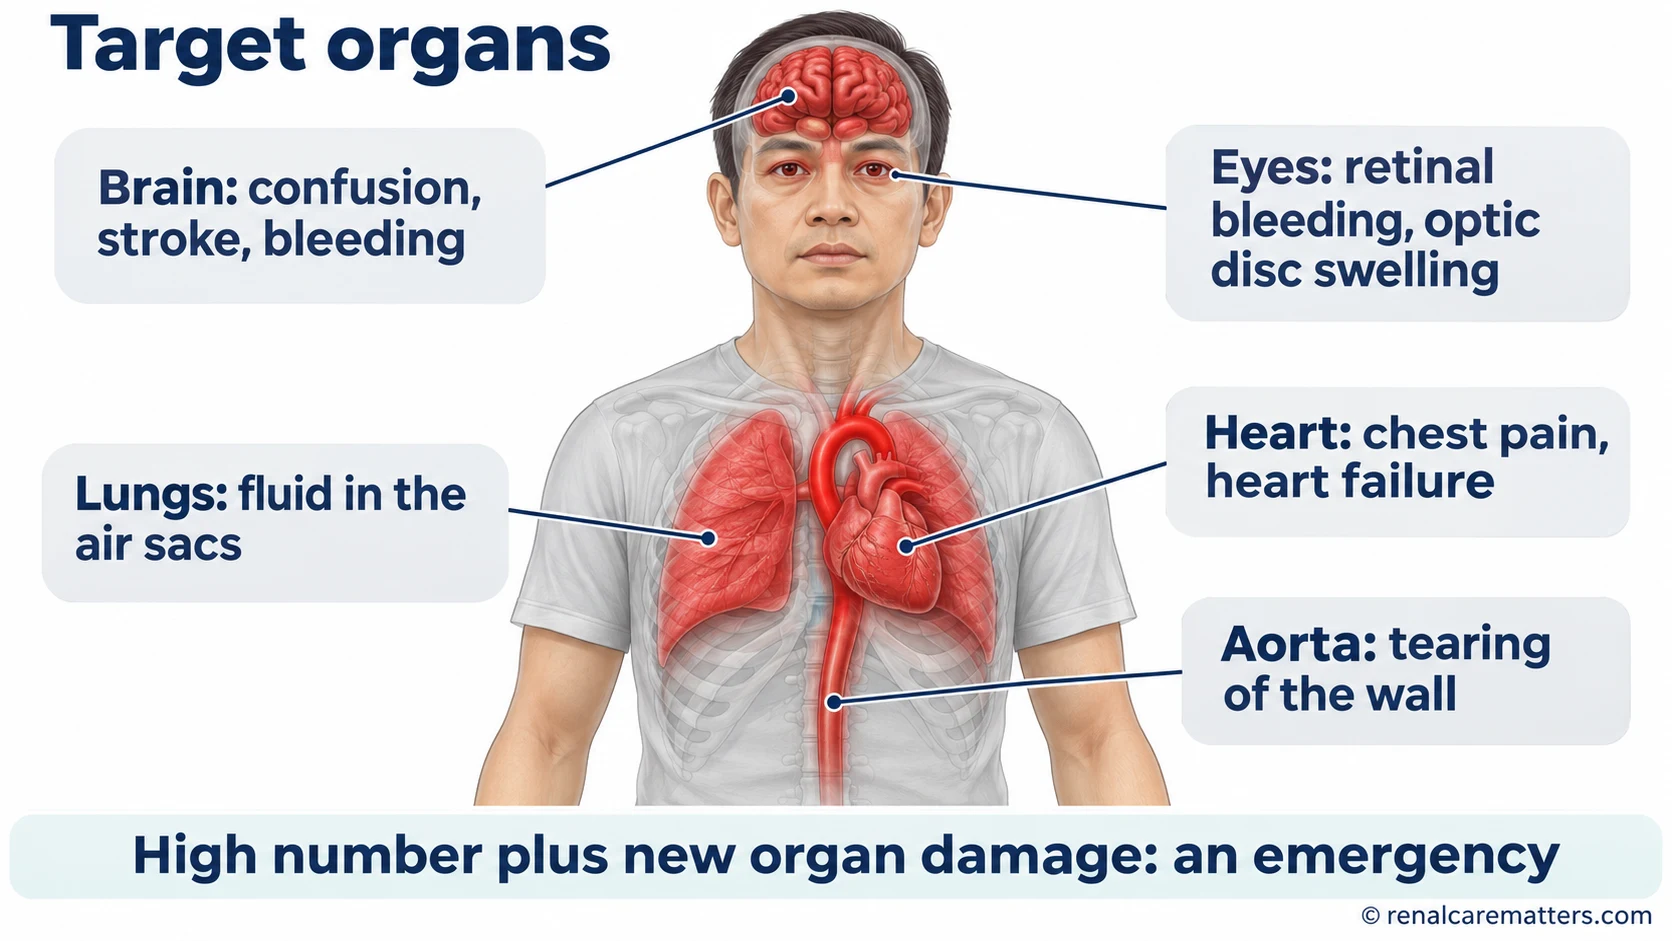 Target organs
Brain: confusion,
stroke, bleeding
Eyes: retinal
bleeding, optic
disc swelling
Lungs: fluid in the
air sacs
Heart: chest pain,
heart failure
Aorta: tearing
of the wall
High number plus new organ damage: an emergency
© renalcarematters.com